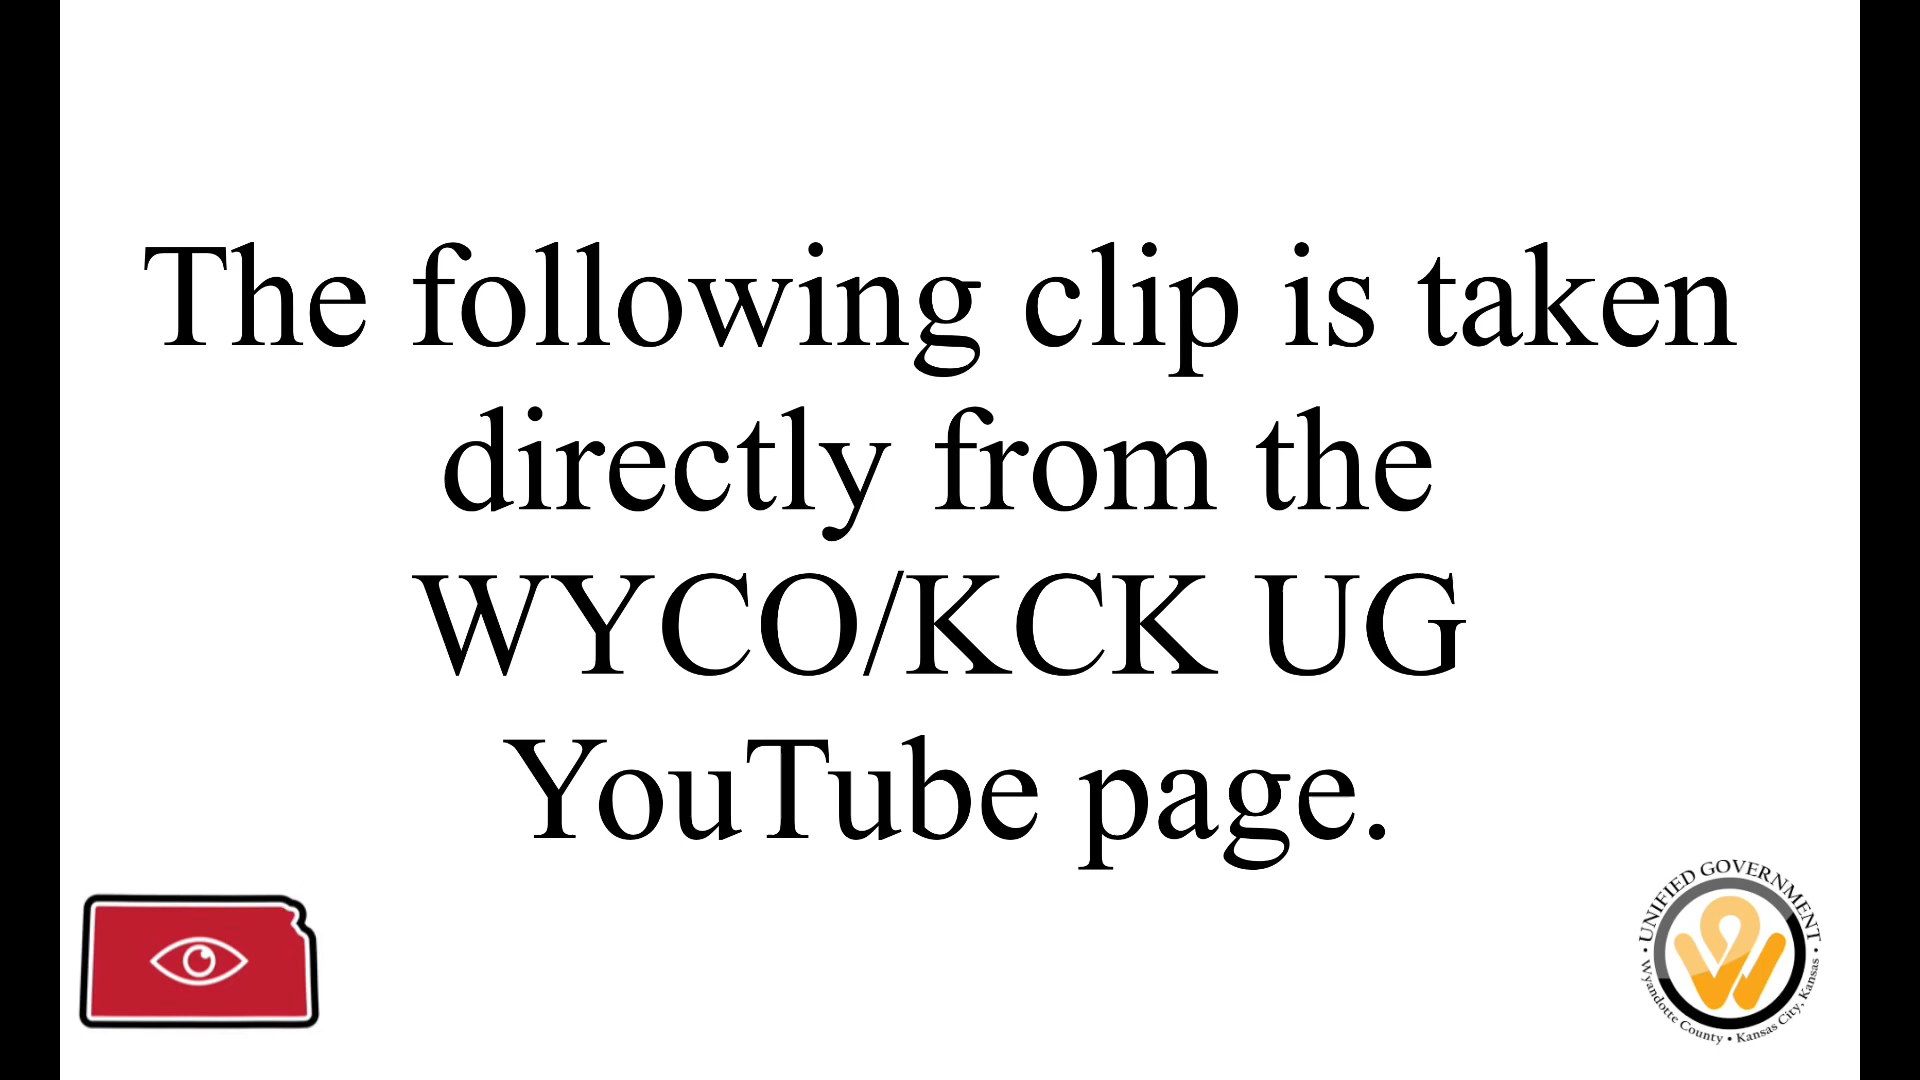 The following clip is taken
directly from the
WYCO/KCK UG
YouTube page.
• UNIFIED GOVERNMENT •
Wyandotte County • Kansas City, Kansas